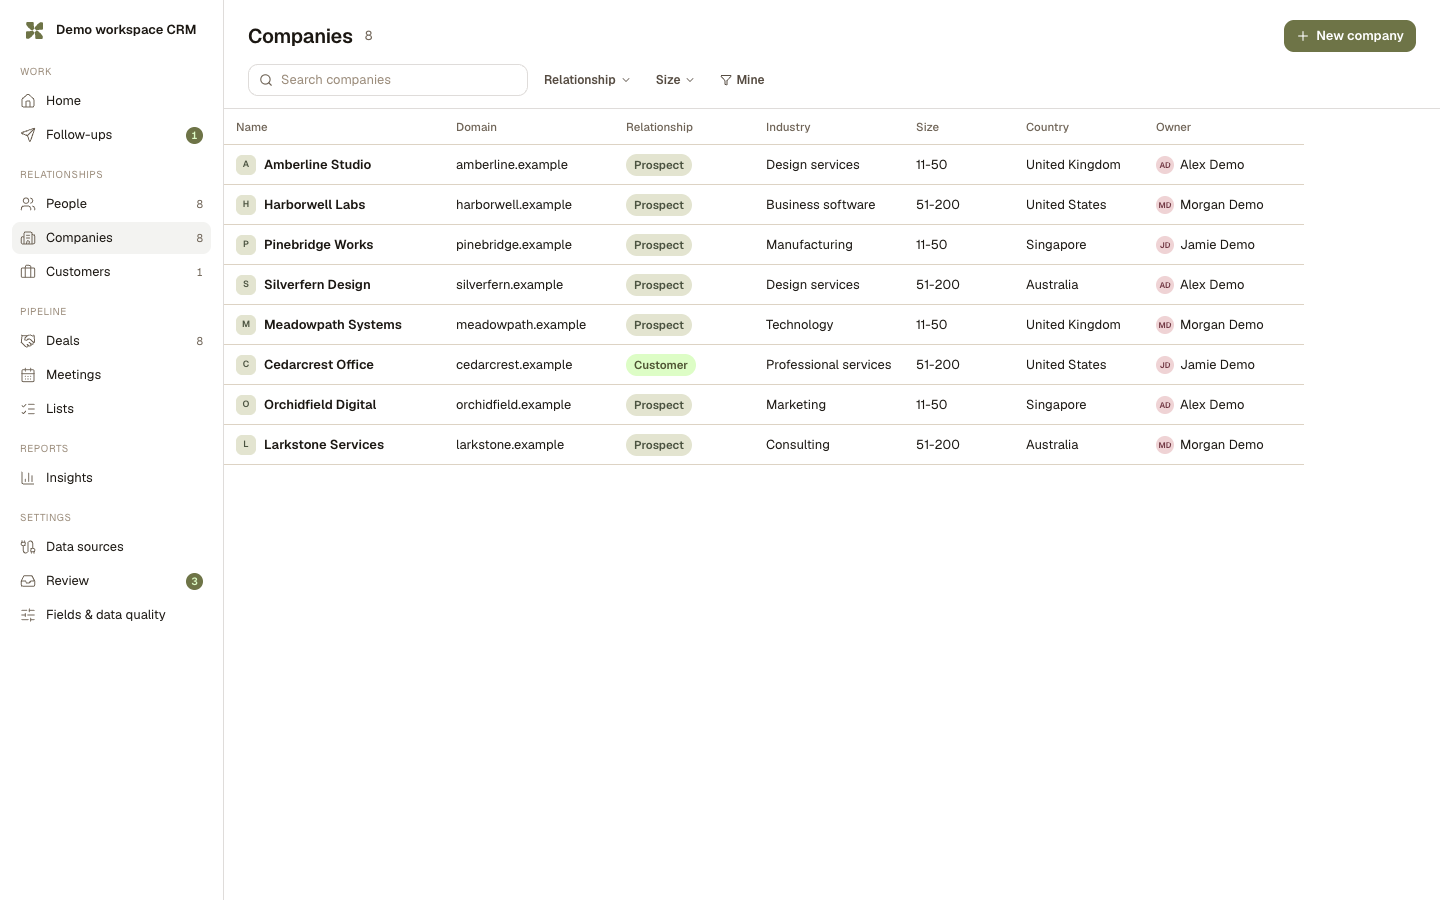 Demo workspace CRM
WORK
Home
Follow-ups 1
RELATIONSHIPS
People 8
Companies 8
Customers 1
PIPELINE
Deals 8
Meetings
Lists
REPORTS
Insights
SETTINGS
Data sources
Review 3
Fields & data quality
Companies 8
New company
Search companies Relationship Size Mine
Name Domain Relationship Industry Size Country Owner
A Amberline Studio amberline.example Prospect Design services 11-50 United Kingdom AD Alex Demo
H Harborwell Labs harborwell.example Prospect Business software 51-200 United States MD Morgan Demo
P Pinebridge Works pinebridge.example Prospect Manufacturing 11-50 Singapore JD Jamie Demo
S Silverfern Design silverfern.example Prospect Design services 51-200 Australia AD Alex Demo
M Meadowpath Systems meadowpath.example Prospect Technology 11-50 United Kingdom MD Morgan Demo
C Cedarcrest Office cedarcrest.example Customer Professional services 51-200 United States JD Jamie Demo
O Orchidfield Digital orchidfield.example Prospect Marketing 11-50 Singapore AD Alex Demo
L Larkstone Services larkstone.example Prospect Consulting 51-200 Australia MD Morgan Demo